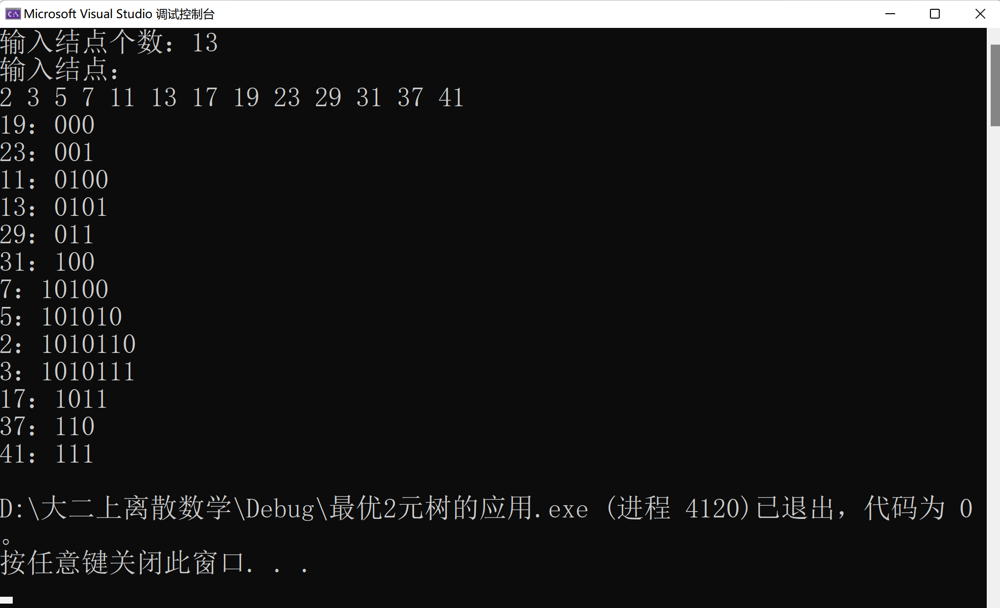 Microsoft Visual Studio 调试控制台
输入结点个数：13
输入结点：
2 3 5 7 11 13 17 19 23 29 31 37 41
19：000
23：001
11：0100
13：0101
29：011
31：100
7：10100
5：101010
2：1010110
3：1010111
17：1011
37：110
41：111
D:\大二上离散数学\Debug\最优2元树的应用.exe (进程 4120)已退出，代码为 0
。
按任意键关闭此窗口. . .